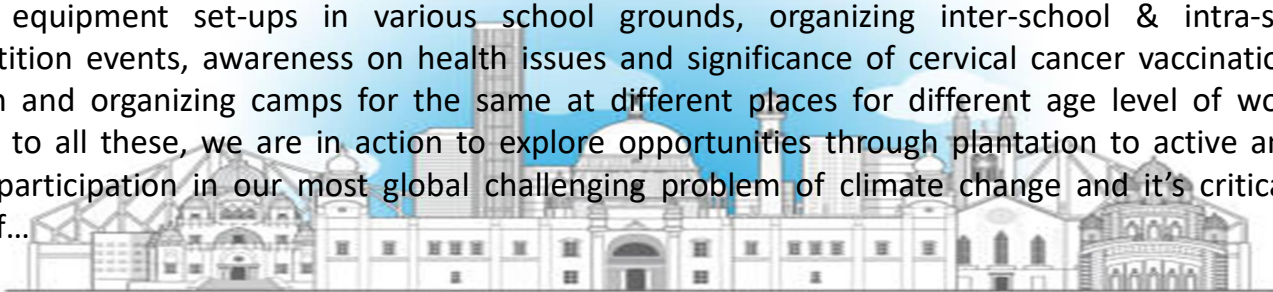 equipment set-ups in various school grounds, organizing inter-school & intra-s
tition events, awareness on health issues and significance of cervical cancer vaccinatio
and organizing camps for the same at different places for different age level of wo
to all these, we are in action to explore opportunities through plantation to active an
participation in our most global challenging problem of climate change and it's critica
f...